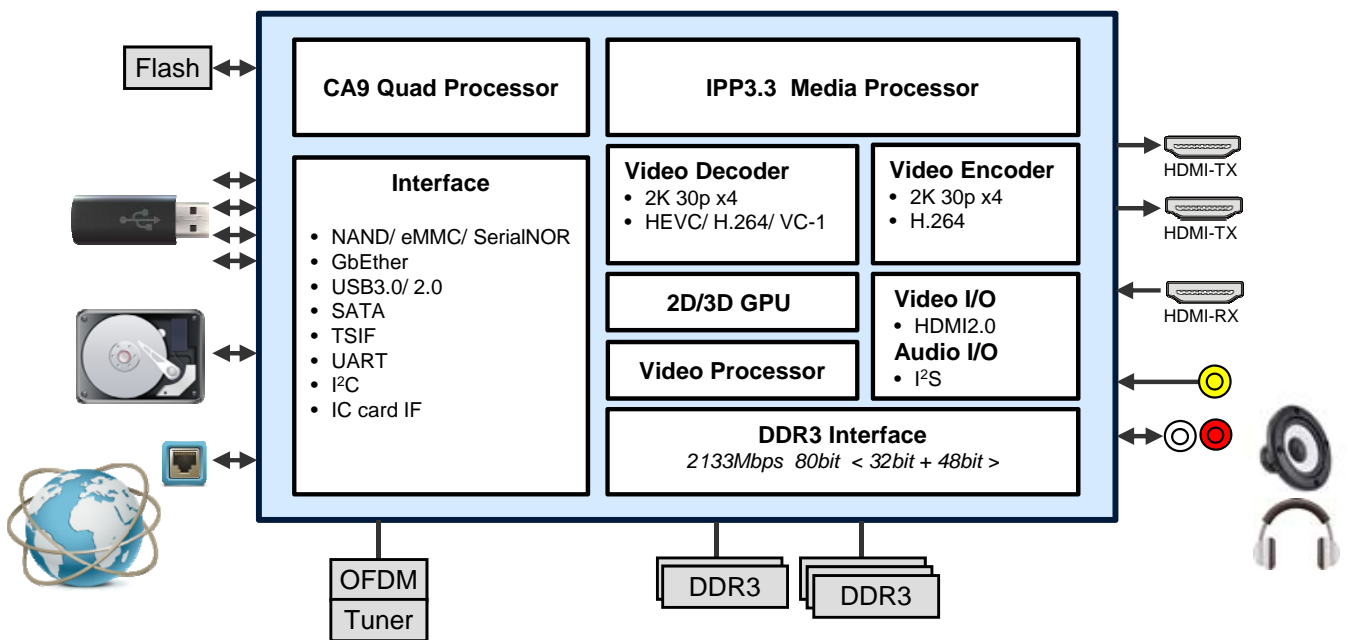 Flash
CA9 Quad Processor
IPP3.3 Media Processor
Interface
• NAND/ eMMC/ SerialNOR
• GbEther
• USB3.0/ 2.0
• SATA
• TSIF
• UART
• I²C
• IC card IF
Video Decoder
• 2K 30p x4
• HEVC/ H.264/ VC-1
Video Encoder
• 2K 30p x4
• H.264
2D/3D GPU
Video Processor
Video I/O
• HDMI2.0
Audio I/O
• I²S
DDR3 Interface
2133Mbps 80bit < 32bit + 48bit >
HDMI-TX
HDMI-TX
HDMI-RX
OFDM
Tuner
DDR3
DDR3